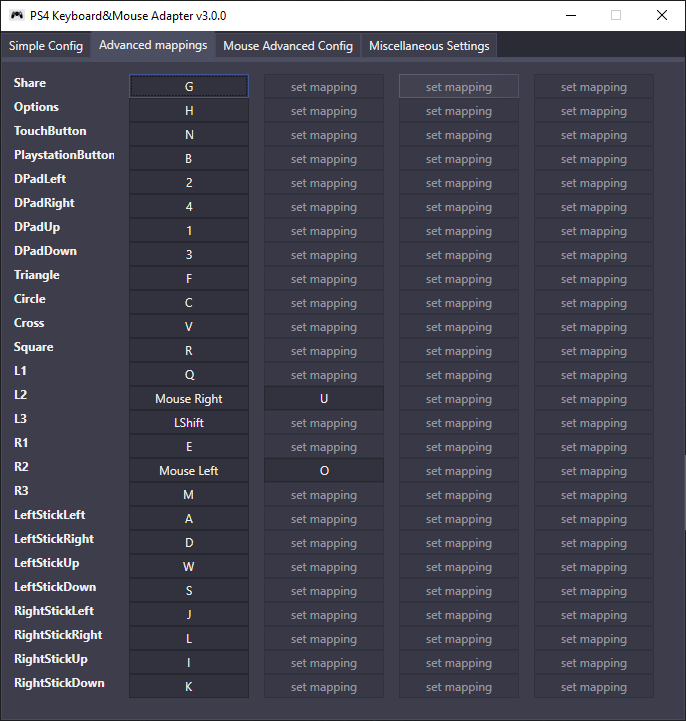 PS4 Keyboard&Mouse Adapter v3.0.0
Simple Config Advanced mappings Mouse Advanced Config Miscellaneous Settings
Share G set mapping set mapping set mapping
Options H set mapping set mapping set mapping
TouchButton N set mapping set mapping set mapping
PlaystationButton B set mapping set mapping set mapping
DPadLeft 2 set mapping set mapping set mapping
DPadRight 4 set mapping set mapping set mapping
DPadUp 1 set mapping set mapping set mapping
DPadDown 3 set mapping set mapping set mapping
Triangle F set mapping set mapping set mapping
Circle C set mapping set mapping set mapping
Cross V set mapping set mapping set mapping
Square R set mapping set mapping set mapping
L1 Q set mapping set mapping set mapping
L2 Mouse Right U set mapping set mapping
L3 LShift set mapping set mapping set mapping
R1 E set mapping set mapping set mapping
R2 Mouse Left O set mapping set mapping
R3 M set mapping set mapping set mapping
LeftStickLeft A set mapping set mapping set mapping
LeftStickRight D set mapping set mapping set mapping
LeftStickUp W set mapping set mapping set mapping
LeftStickDown S set mapping set mapping set mapping
RightStickLeft J set mapping set mapping set mapping
RightStickRight L set mapping set mapping set mapping
RightStickUp I set mapping set mapping set mapping
RightStickDown K set mapping set mapping set mapping